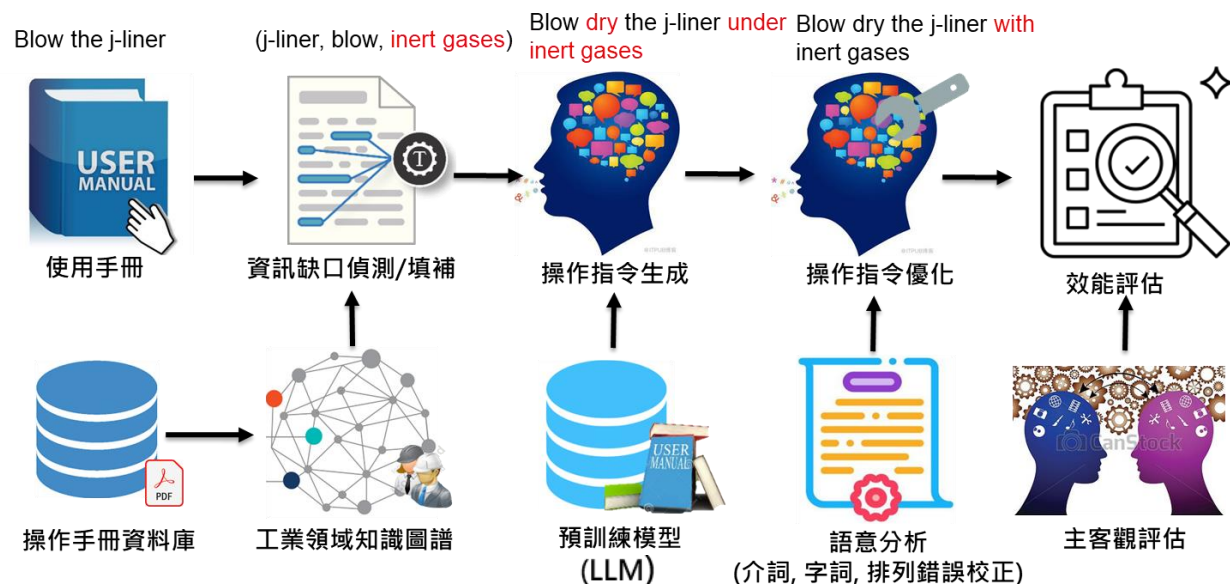 Blow the j-liner
(j-liner, blow, inert gases)
Blow dry the j-liner under
inert gases
Blow dry the j-liner with
inert gases
USER
MANUAL
T
使用手冊
資訊缺口偵測/填補
操作指令生成
操作指令優化
效能評估
PDF
USER
MANUAL
CanStock
操作手冊資料庫
工業領域知識圖譜
預訓練模型
(LLM)
語意分析
(介詞, 字詞, 排列錯誤校正)
主客觀評估